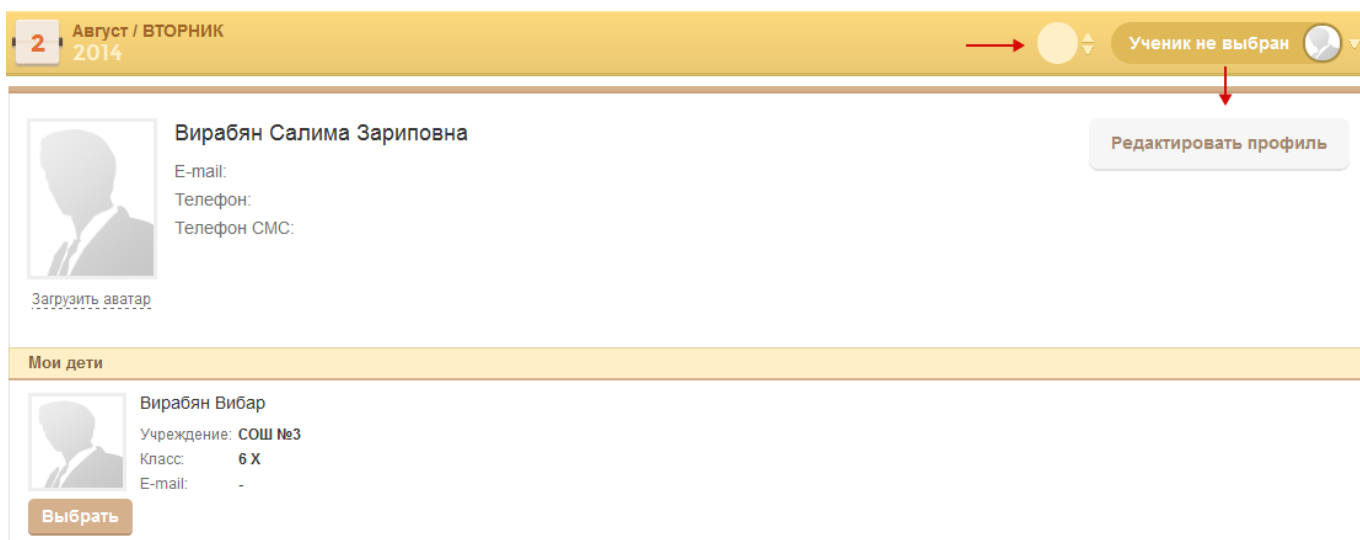 2
Август / ВТОРНИК
2014
Ученик не выбран
Вирабян Салима Зариповна
Редактировать профиль
E-mail:
Телефон:
Телефон СМС:
Загрузить аватар
Мои дети
Вирабян Вибар
Учреждение: СОШ №3
Класс: 6 Х
E-mail: -
Выбрать